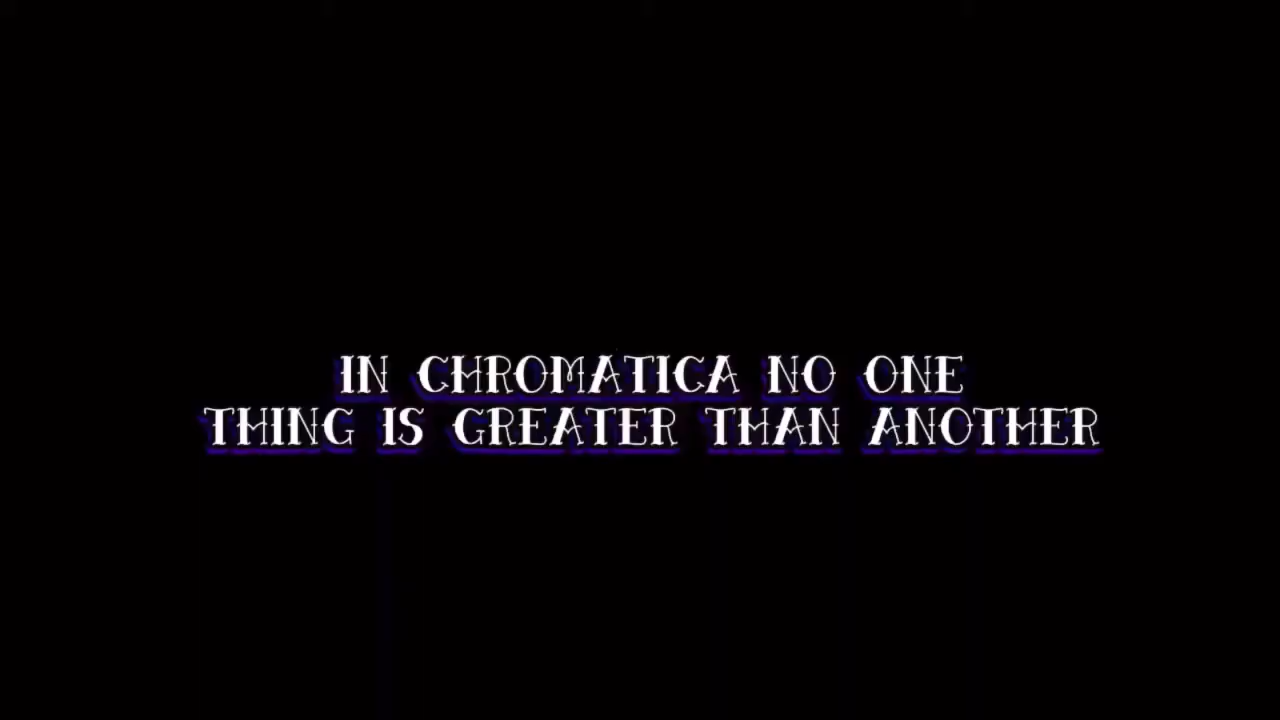 IN CHROMATICA NO ONE
THING IS GREATER THAN ANOTHER